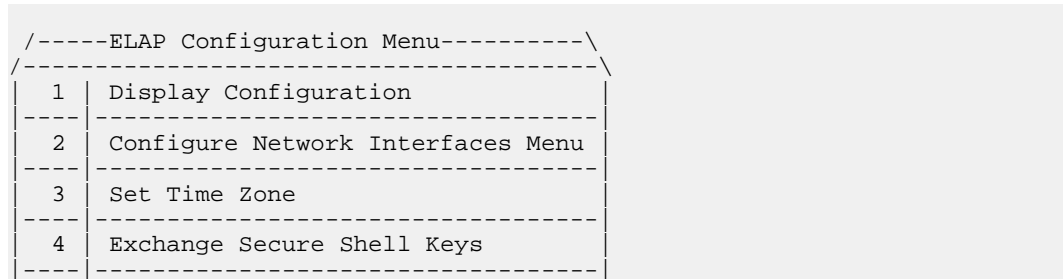 /-----ELAP Configuration Menu----------\
/----------------------------------------\
| 1 | Display Configuration |
|----|-----------------------------------|
| 2 | Configure Network Interfaces Menu |
|----|-----------------------------------|
| 3 | Set Time Zone |
|----|-----------------------------------|
| 4 | Exchange Secure Shell Keys |
|----|-----------------------------------|